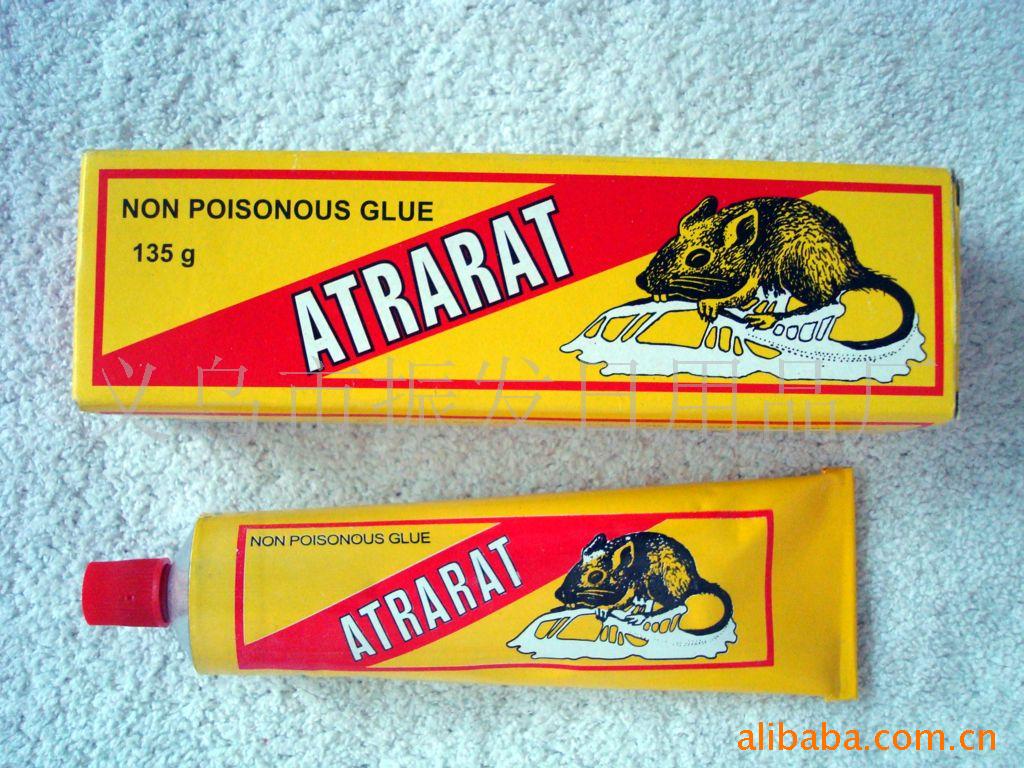 NON POISONOUS GLUE
135 g
ATRARAT
义乌市振发日用品厂
NON POISONOUS GLUE
ATRARAT
alibaba.com.cn